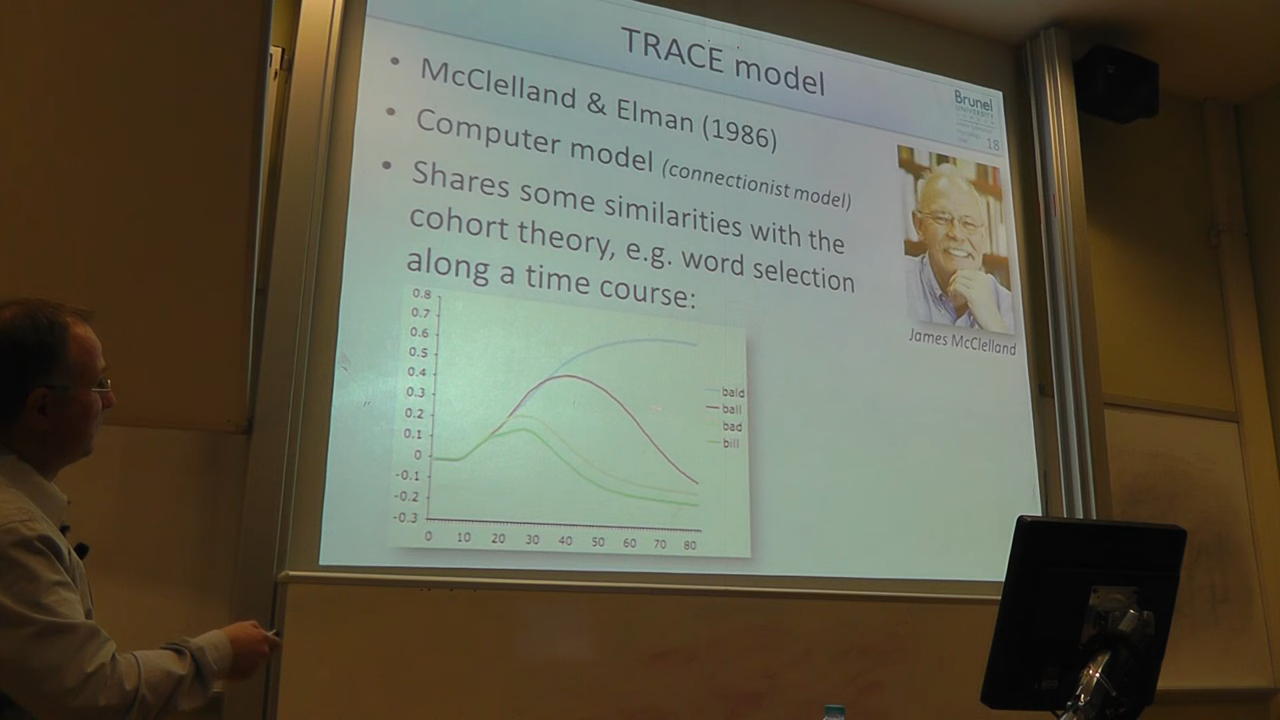 TRACE model
• McClelland & Elman (1986)
• Computer model (connectionist model)
• Shares some similarities with the
cohort theory, e.g. word selection
along a time course:
Brunel
UNIVERSITY
18
James McClelland
0.8
0.7
0.6
0.5
0.4
0.3
0.2
0.1
0
-0.1
-0.2
-0.3
0 10 20 30 40 50 60 70 80
bald
ball
bad
bill